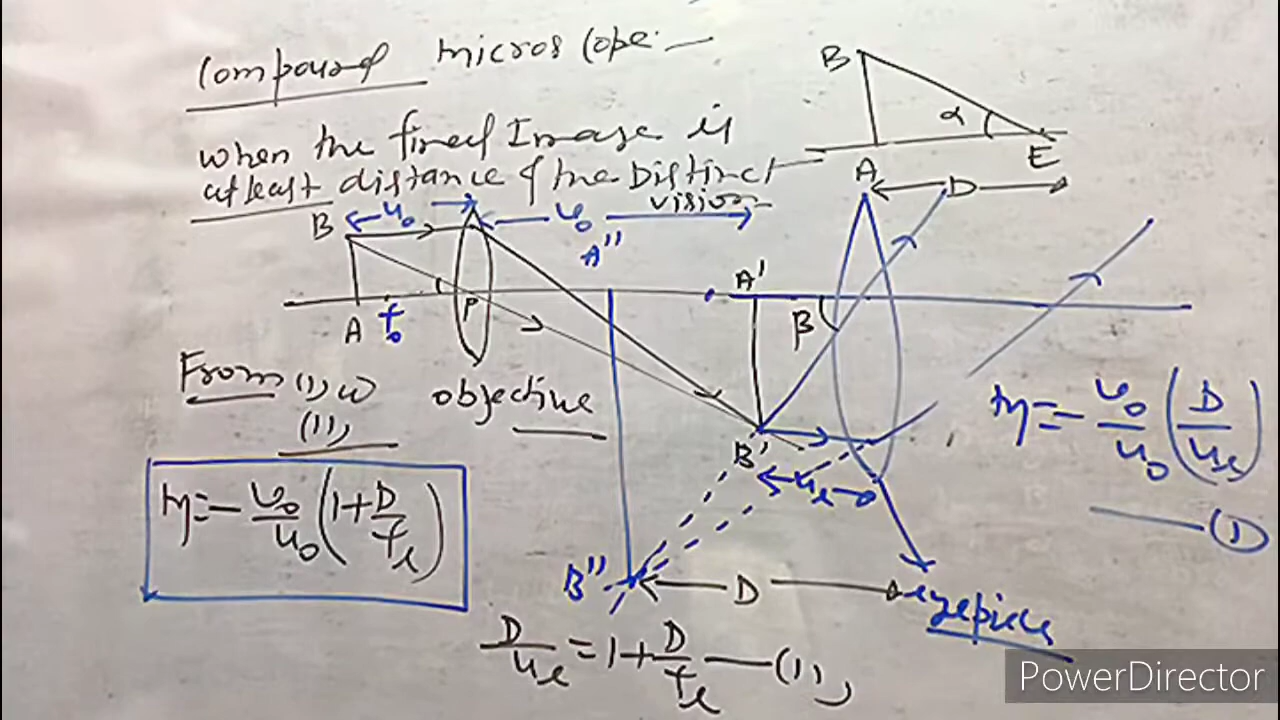 Compound microscope:—
B
α
A
E
D
when the final Image is
at least distance of the Distinct
vision
B
u₀
v₀
A"
A
f₀
P
A'
β
objective
B'
uₑ
m=-v₀/u₀(D/uₑ)
—(1)
From (1), &
(11),
m=-v₀/u₀(1+D/fₑ)
B"
D
eyepiece
D/uₑ=1+D/fₑ—(11),
PowerDirector